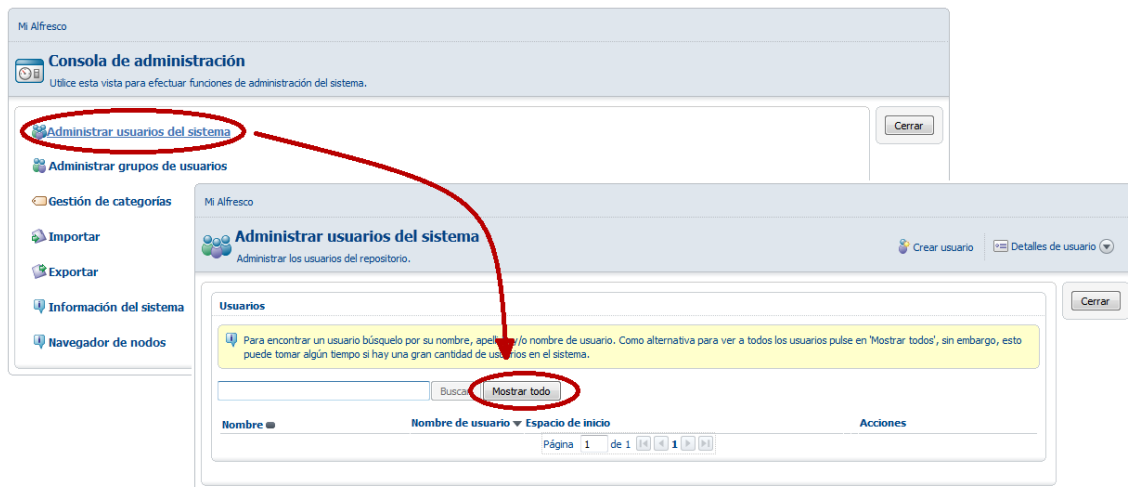 Mi Alfresco
Consola de administración
Utilice esta vista para efectuar funciones de administración del sistema.
Administrar usuarios del sistema
Cerrar
Administrar grupos de usuarios
Gestión de categorías
Importar
Exportar
Información del sistema
Navegador de nodos
Mi Alfresco
Administrar usuarios del sistema
Administrar los usuarios del repositorio.
Crear usuario
Detalles de usuario
Cerrar
Usuarios
Para encontrar un usuario búsquelo por su nombre, y/o nombre de usuario. Como alternativa para ver a todos los usuarios pulse en 'Mostrar todos', sin embargo, esto
puede tomar algún tiempo si hay una gran cantidad de usuarios en el sistema.
Buscar Mostrar todo
Nombre Nombre de usuario Espacio de inicio Acciones
Página 1 de 1 1